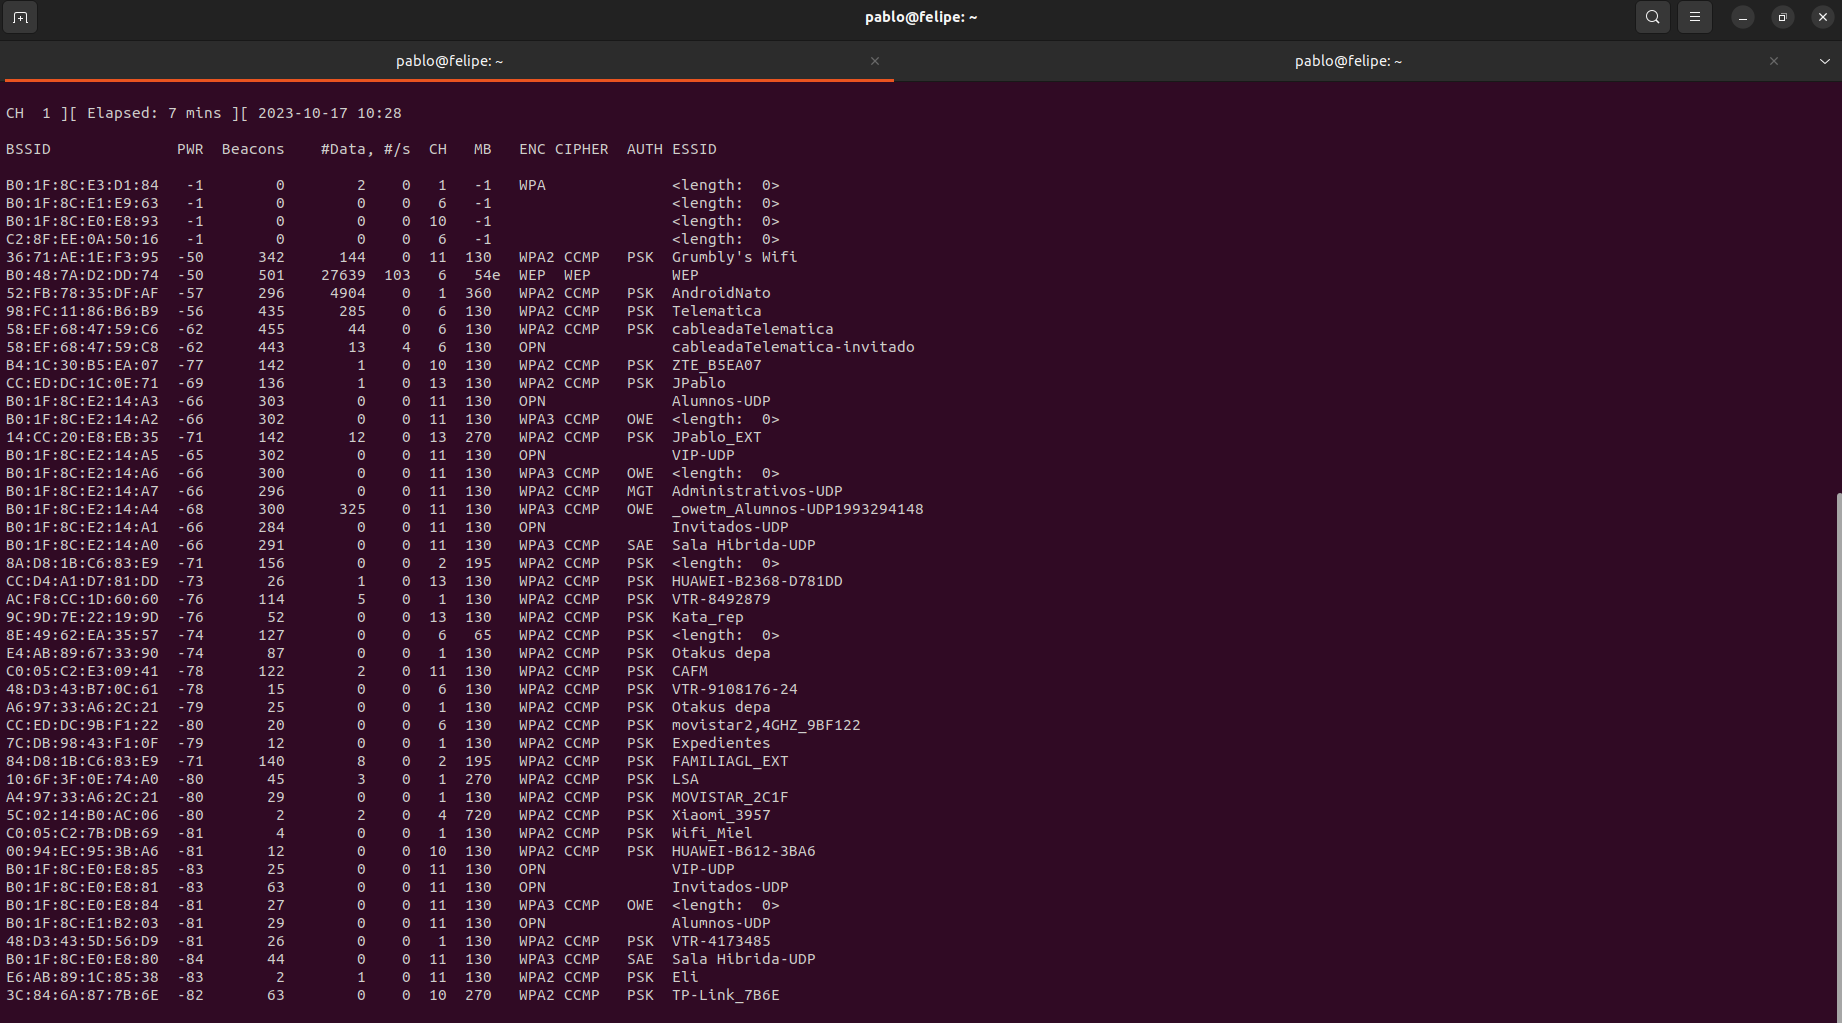 pablo@felipe: ~
pablo@felipe: ~
pablo@felipe: ~
CH  1 ][ Elapsed: 7 mins ][ 2023-10-17 10:28
BSSID              PWR  Beacons    #Data, #/s  CH   MB   ENC CIPHER  AUTH ESSID
B0:1F:8C:E3:D1:84   -1        0        2    0   1   -1   WPA              <length:  0>
B0:1F:8C:E1:E9:63   -1        0        0    0   6   -1                    <length:  0>
B0:1F:8C:E0:E8:93   -1        0        0    0  10   -1                    <length:  0>
C2:8F:EE:0A:50:16   -1        0        0    0   6   -1                    <length:  0>
36:71:AE:1E:F3:95  -50      342      144    0  11  130   WPA2 CCMP   PSK  Grumbly's Wifi
B0:48:7A:D2:DD:74  -50      501    27639  103   6   54e  WEP  WEP         WEP
52:FB:78:35:DF:AF  -57      296     4904    0   1  360   WPA2 CCMP   PSK  AndroidNato
98:FC:11:86:B6:B9  -56      435      285    0   6  130   WPA2 CCMP   PSK  Telematica
58:EF:68:47:59:C6  -62      455       44    0   6  130   WPA2 CCMP   PSK  cableadaTelematica
58:EF:68:47:59:C8  -62      443       13    4   6  130   OPN              cableadaTelematica-invitado
B4:1C:30:B5:EA:07  -77      142        1    0  10  130   WPA2 CCMP   PSK  ZTE_B5EA07
CC:ED:DC:1C:0E:71  -69      136        1    0  13  130   WPA2 CCMP   PSK  JPablo
B0:1F:8C:E2:14:A3  -66      303        0    0  11  130   OPN              Alumnos-UDP
B0:1F:8C:E2:14:A2  -66      302        0    0  11  130   WPA3 CCMP   OWE  <length:  0>
14:CC:20:E8:EB:35  -71      142       12    0  13  270   WPA2 CCMP   PSK  JPablo_EXT
B0:1F:8C:E2:14:A5  -65      302        0    0  11  130   OPN              VIP-UDP
B0:1F:8C:E2:14:A6  -66      300        0    0  11  130   WPA3 CCMP   OWE  <length:  0>
B0:1F:8C:E2:14:A7  -66      296        0    0  11  130   WPA2 CCMP   MGT  Administrativos-UDP
B0:1F:8C:E2:14:A4  -68      300      325    0  11  130   WPA3 CCMP   OWE  _owetm_Alumnos-UDP1993294148
B0:1F:8C:E2:14:A1  -66      284        0    0  11  130   OPN              Invitados-UDP
B0:1F:8C:E2:14:A0  -66      291        0    0  11  130   WPA3 CCMP   SAE  Sala Hibrida-UDP
8A:D8:1B:C6:83:E9  -71      156        0    0   2  195   WPA2 CCMP   PSK  <length:  0>
CC:D4:A1:D7:81:DD  -73       26        1    0  13  130   WPA2 CCMP   PSK  HUAWEI-B2368-D781DD
AC:F8:CC:1D:60:60  -76      114        5    0   1  130   WPA2 CCMP   PSK  VTR-8492879
9C:9D:7E:22:19:9D  -76       52        0    0  13  130   WPA2 CCMP   PSK  Kata_rep
8E:49:62:EA:35:57  -74      127        0    0   6   65   WPA2 CCMP   PSK  <length:  0>
E4:AB:89:67:33:90  -74       87        0    0   1  130   WPA2 CCMP   PSK  Otakus depa
C0:05:C2:E3:09:41  -78      122        2    0  11  130   WPA2 CCMP   PSK  CAFM
48:D3:43:B7:0C:61  -78       15        0    0   6  130   WPA2 CCMP   PSK  VTR-9108176-24
A6:97:33:A6:2C:21  -79       25        0    0   1  130   WPA2 CCMP   PSK  Otakus depa
CC:ED:DC:9B:F1:22  -80       20        0    0   6  130   WPA2 CCMP   PSK  movistar2,4GHZ_9BF122
7C:DB:98:43:F1:0F  -79       12        0    0   1  130   WPA2 CCMP   PSK  Expedientes
84:D8:1B:C6:83:E9  -71      140        8    0   2  195   WPA2 CCMP   PSK  FAMILIAGL_EXT
10:6F:3F:0E:74:A0  -80       45        3    0   1  270   WPA2 CCMP   PSK  LSA
A4:97:33:A6:2C:21  -80       29        0    0   1  130   WPA2 CCMP   PSK  MOVISTAR_2C1F
5C:02:14:B0:AC:06  -80        2        2    0   4  720   WPA2 CCMP   PSK  Xiaomi_3957
C0:05:C2:7B:DB:69  -81        4        0    0   1  130   WPA2 CCMP   PSK  Wifi_Miel
00:94:EC:95:3B:A6  -81       12        0    0  10  130   WPA2 CCMP   PSK  HUAWEI-B612-3BA6
B0:1F:8C:E0:E8:85  -83       25        0    0  11  130   OPN              VIP-UDP
B0:1F:8C:E0:E8:81  -83       63        0    0  11  130   OPN              Invitados-UDP
B0:1F:8C:E0:E8:84  -81       27        0    0  11  130   WPA3 CCMP   OWE  <length:  0>
B0:1F:8C:E1:B2:03  -81       29        0    0  11  130   OPN              Alumnos-UDP
48:D3:43:5D:56:D9  -81       26        0    0   1  130   WPA2 CCMP   PSK  VTR-4173485
B0:1F:8C:E0:E8:80  -84       44        0    0  11  130   WPA3 CCMP   SAE  Sala Hibrida-UDP
E6:AB:89:1C:85:38  -83        2        1    0  11  130   WPA2 CCMP   PSK  Eli
3C:84:6A:87:7B:6E  -82       63        0    0  10  270   WPA2 CCMP   PSK  TP-Link_7B6E